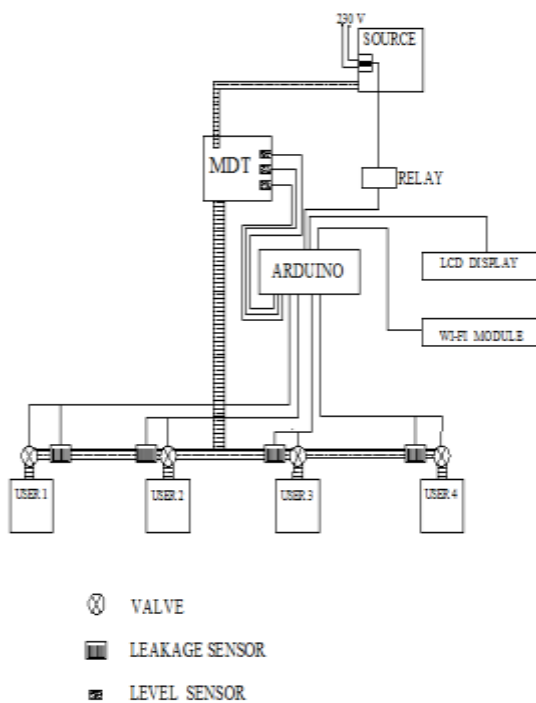 230 V
SOURCE
MDT
RELAY
ARDUINO
LCD DISPLAY
WI-FI MODULE
USER 1
USER 2
USER 3
USER 4
VALVE
LEAKAGE SENSOR
LEVEL SENSOR